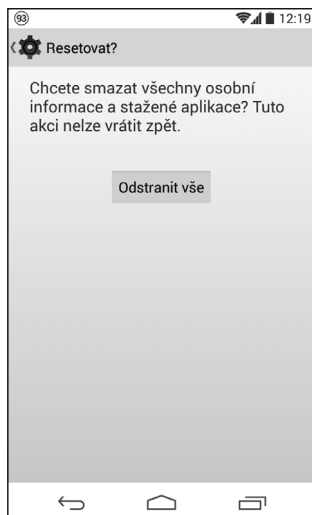 93 12:19
Resetovat?
Chcete smazat všechny osobní
informace a stažené aplikace? Tuto
akci nelze vrátit zpět.
Odstranit vše